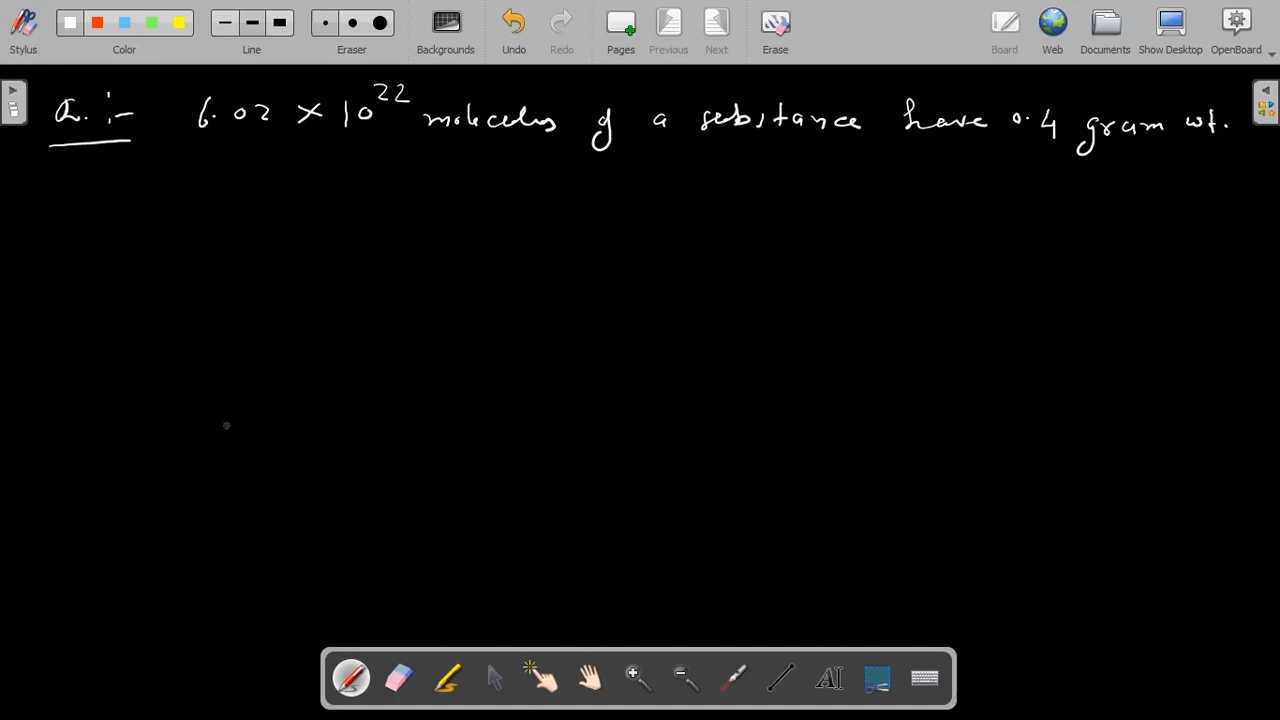 Stylus Color Line Eraser Backgrounds Undo Redo Pages Previous Next Erase Board Web Documents Show Desktop OpenBoard
Q. :- 6.02 × 10²² molecules of a substance have 0.4 gram wt.
AI